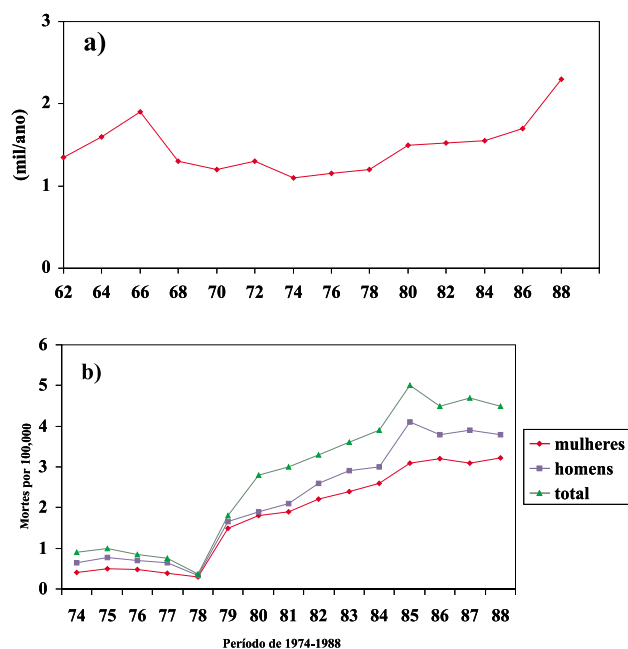 a)
(mil/ano)
3
2
1
0
62 64 66 68 70 72 74 76 78 80 82 84 86 88
b)
Mortes por 100,000
6
5
4
3
2
1
0
74 75 76 77 78 79 80 81 82 83 84 85 86 87 88
Período de 1974-1988
mulheres
homens
total